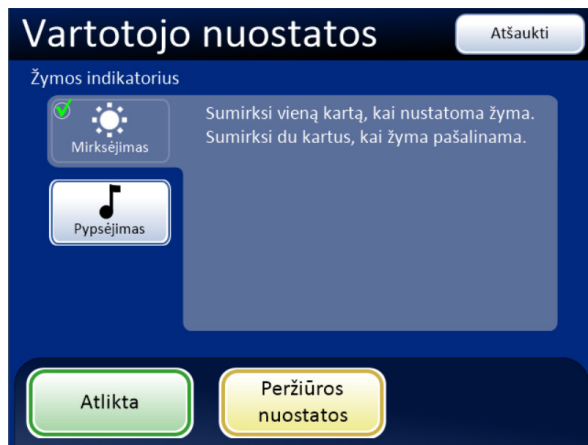 Vartotojo nuostatos
Atšaukti
Žymos indikatorius
Mirksėjimas
Sumirksi vieną kartą, kai nustatoma žyma.
Sumirksi du kartus, kai žyma pašalinama.
Pypsėjimas
Atlikta
Peržiūros
nuostatos